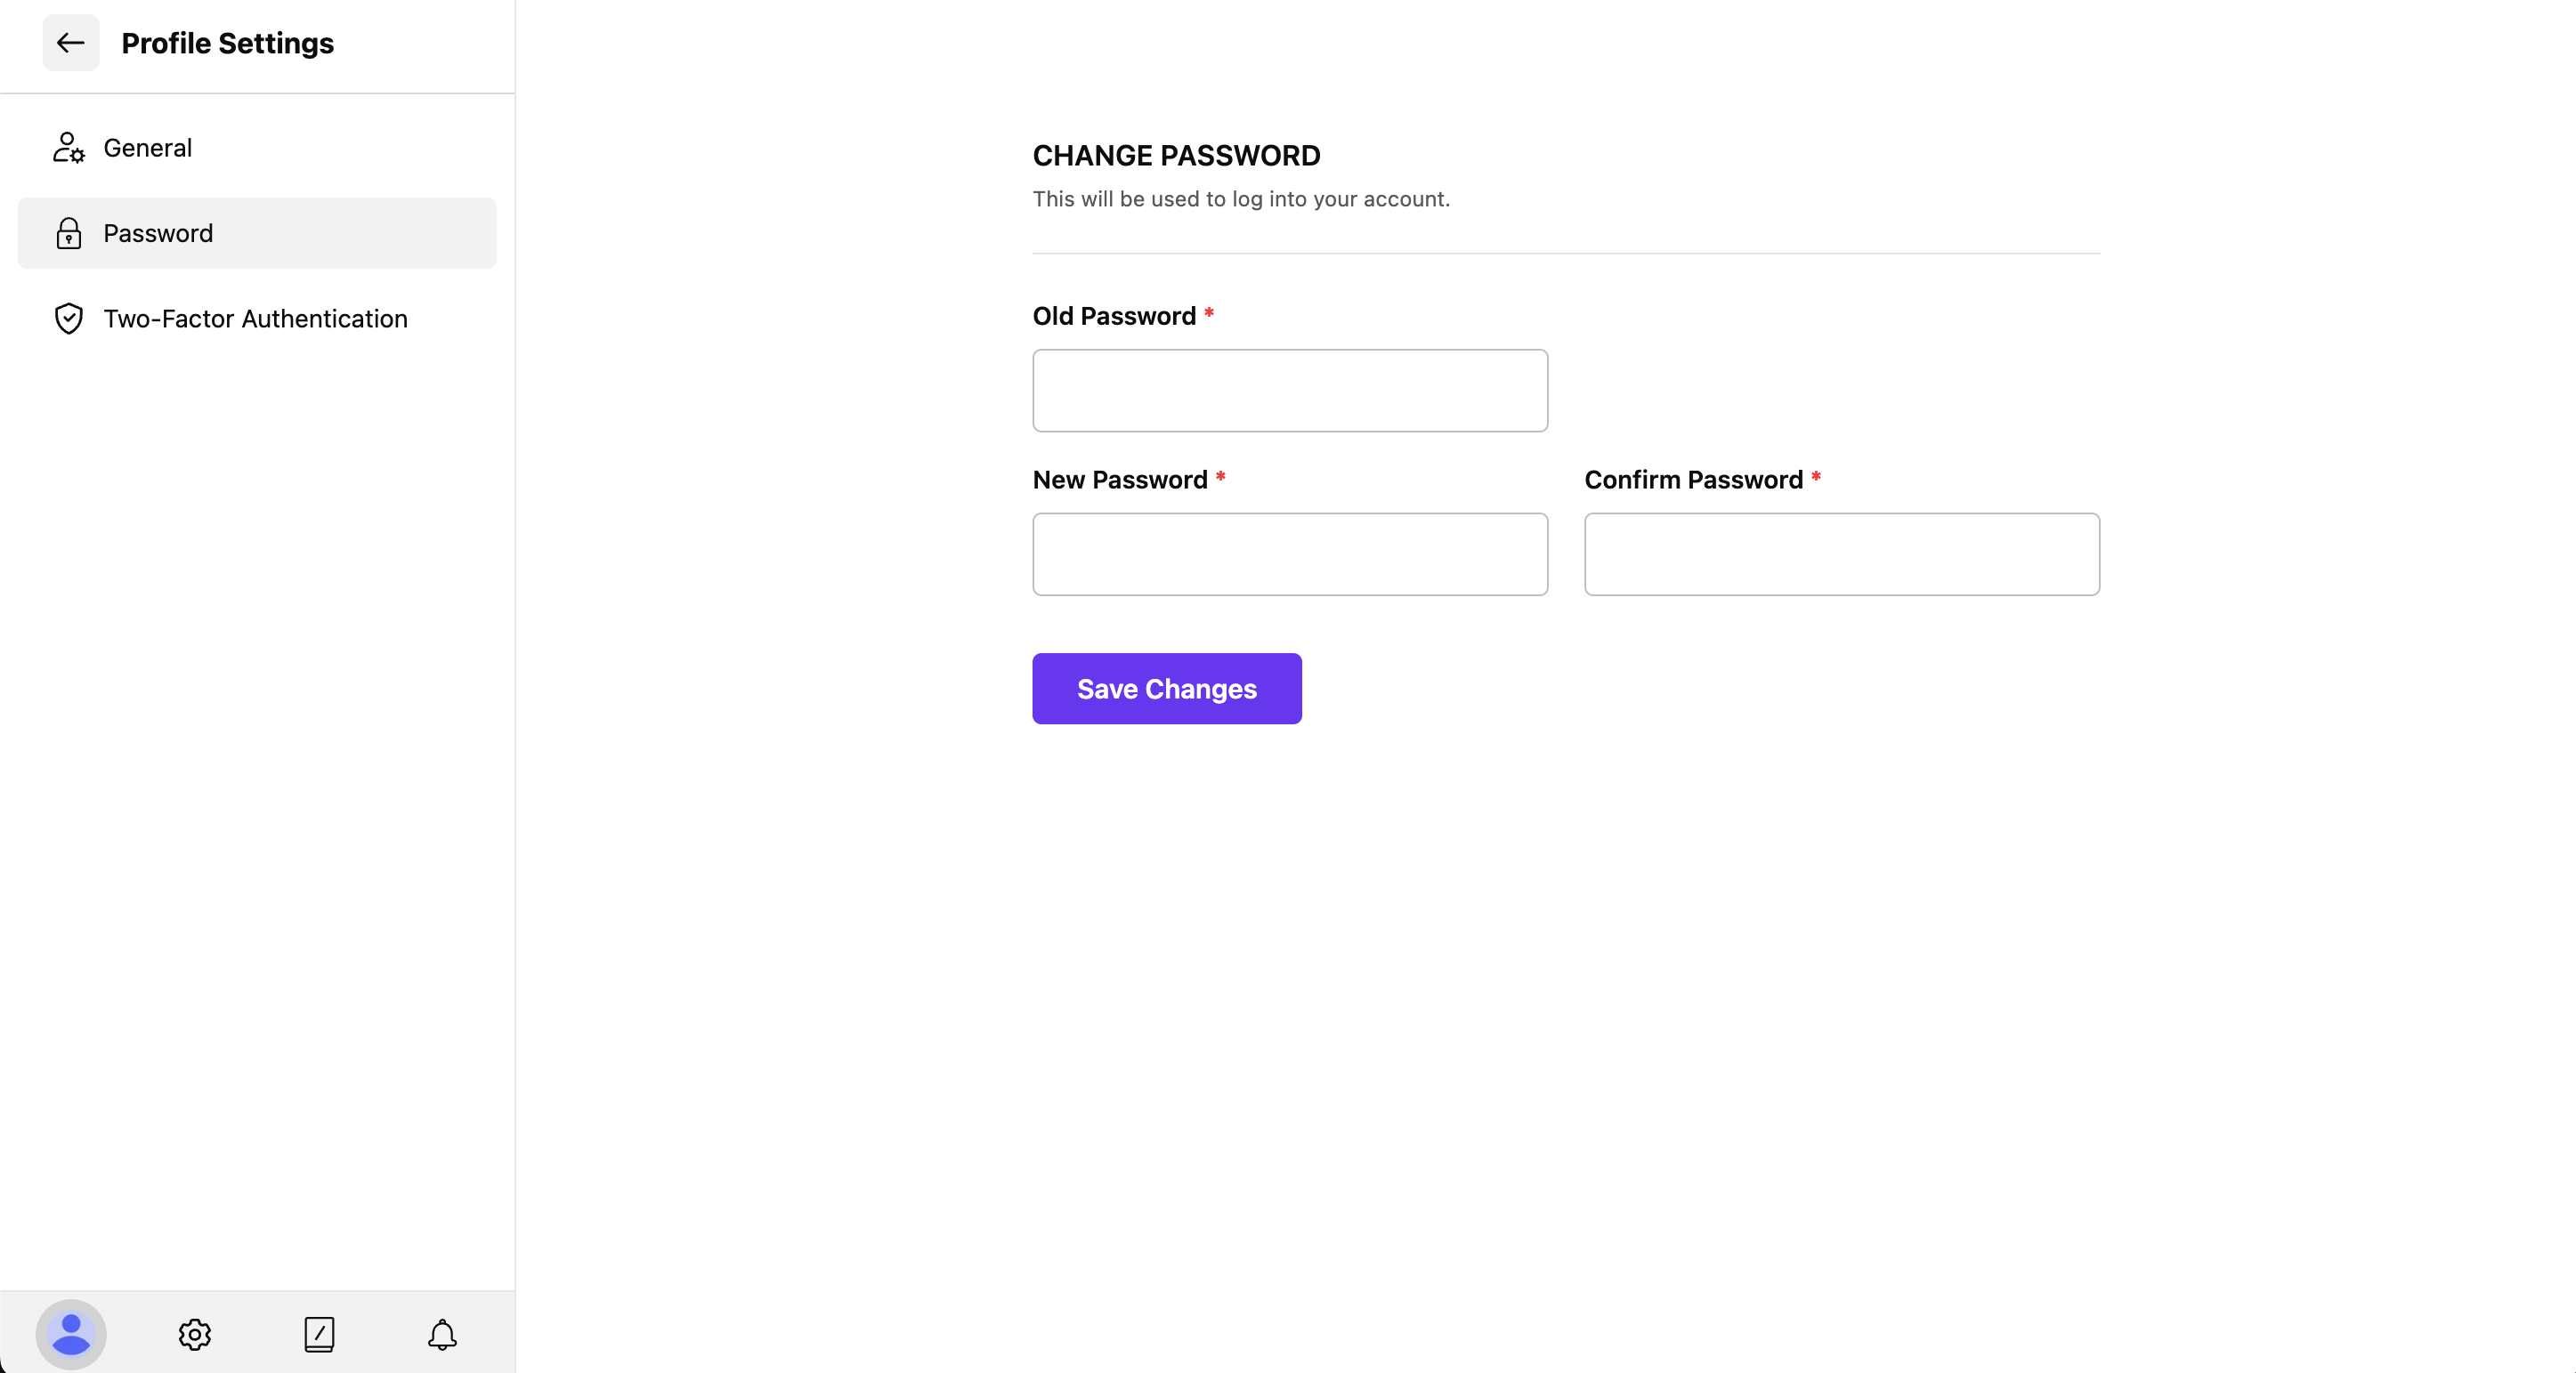 Profile Settings
General
Password
Two-Factor Authentication
CHANGE PASSWORD
This will be used to log into your account.
Old Password *
New Password *
Confirm Password *
Save Changes